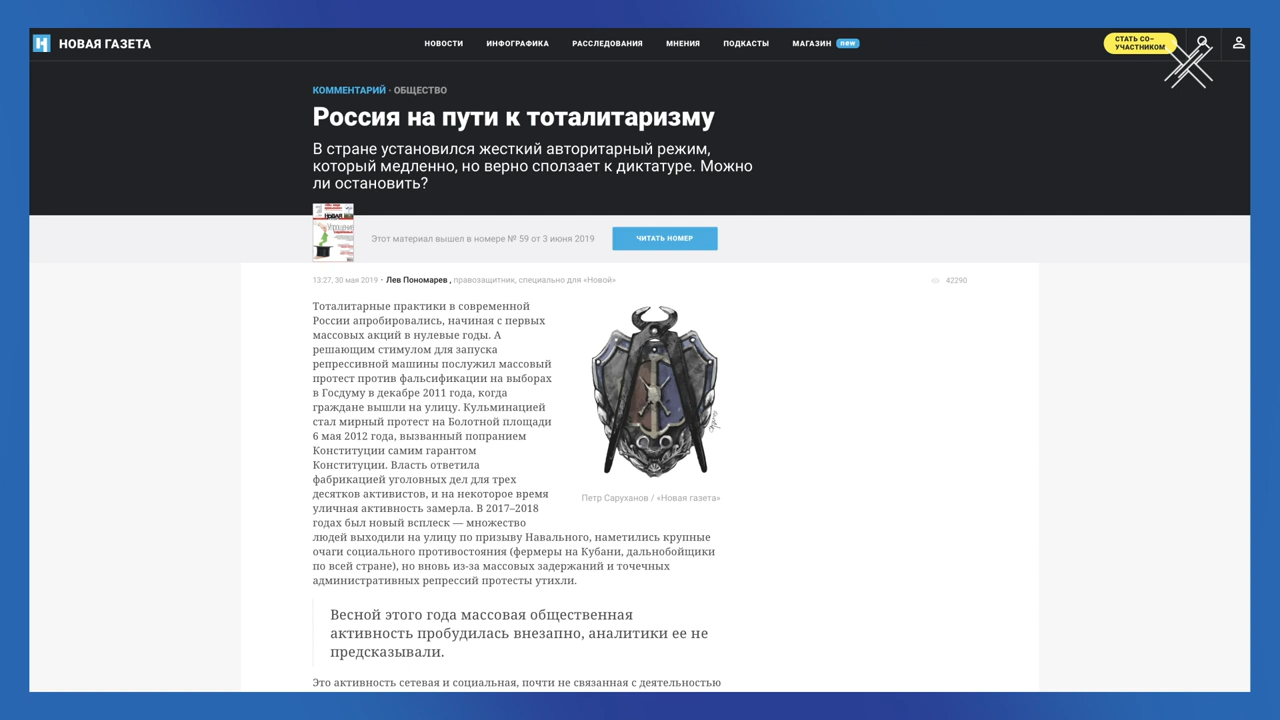 НОВАЯ ГАЗЕТА
НОВОСТИ ИНФОГРАФИКА РАССЛЕДОВАНИЯ МНЕНИЯ ПОДКАСТЫ МАГАЗИН new
СТАТЬ СО-
УЧАСТНИКОМ
КОММЕНТАРИЙ · ОБЩЕСТВО
Россия на пути к тоталитаризму
В стране установился жесткий авторитарный режим,
который медленно, но верно сползает к диктатуре. Можно
ли остановить?
Этот материал вышел в номере № 59 от 3 июня 2019
ЧИТАТЬ НОМЕР
13:27, 30 мая 2019 • Лев Пономарев , правозащитник, специально для «Новой»
42290
Тоталитарные практики в современной
России апробировались, начиная с первых
массовых акций в нулевые годы. А
решающим стимулом для запуска
репрессивной машины послужил массовый
протест против фальсификации на выборах
в Госдуму в декабре 2011 года, когда
граждане вышли на улицу. Кульминацией
стал мирный протест на Болотной площади
6 мая 2012 года, вызванный попранием
Конституции самим гарантом
Конституции. Власть ответила
фабрикацией уголовных дел для трех
десятков активистов, и на некоторое время
уличная активность замерла. В 2017–2018
годах был новый всплеск — множество
людей выходили на улицу по призыву Навального, наметились крупные
очаги социального противостояния (фермеры на Кубани, дальнобойщики
по всей стране), но вновь из-за массовых задержаний и точечных
административных репрессий протесты утихли.
Петр Саруханов / «Новая газета»
Весной этого года массовая общественная
активность пробудилась внезапно, аналитики ее не
предсказывали.
Это активность сетевая и социальная, почти не связанная с деятельностью